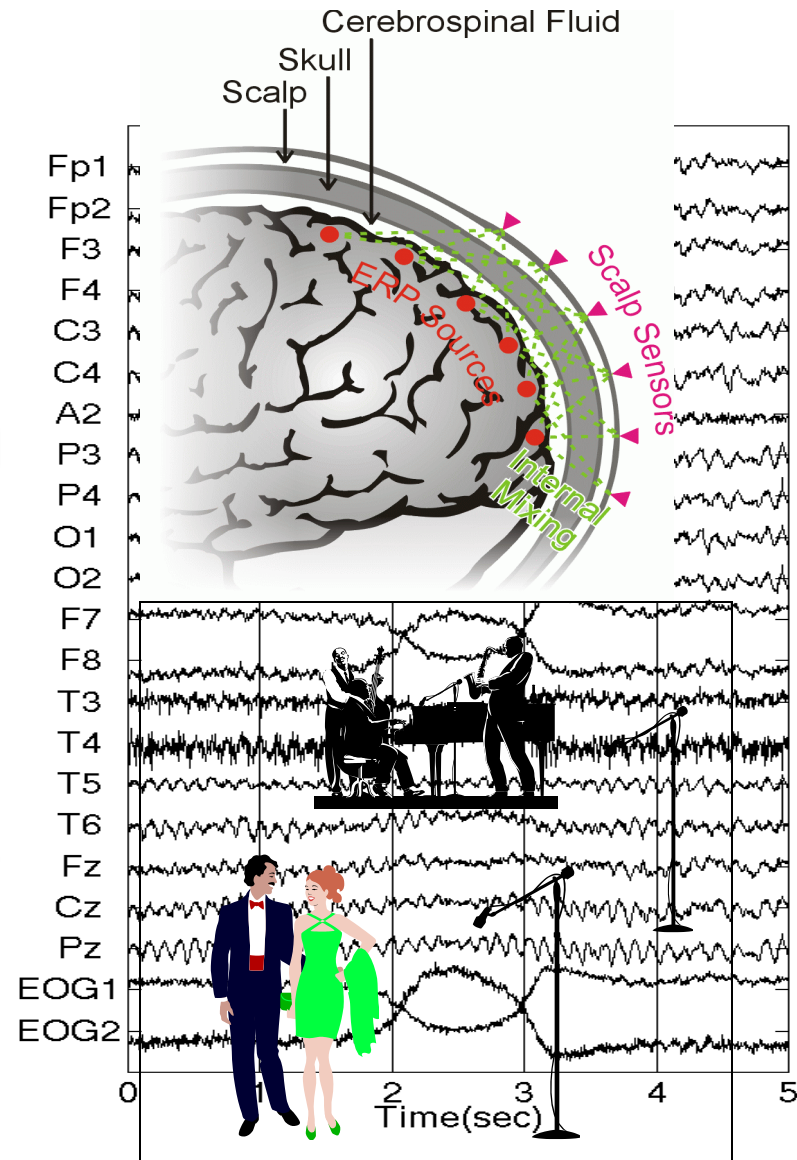 Cerebrospinal Fluid
Skull
Scalp
Fp1
Fp2
F3
F4
C3
C4
A2
P3
P4
O1
O2
F7
F8
T3
T4
T5
T6
Fz
Cz
Pz
EOG1
EOG2
ERP Sources
Scalp Sensors
Internal
Mixing
0 1 2 3 4 5
Time(sec)